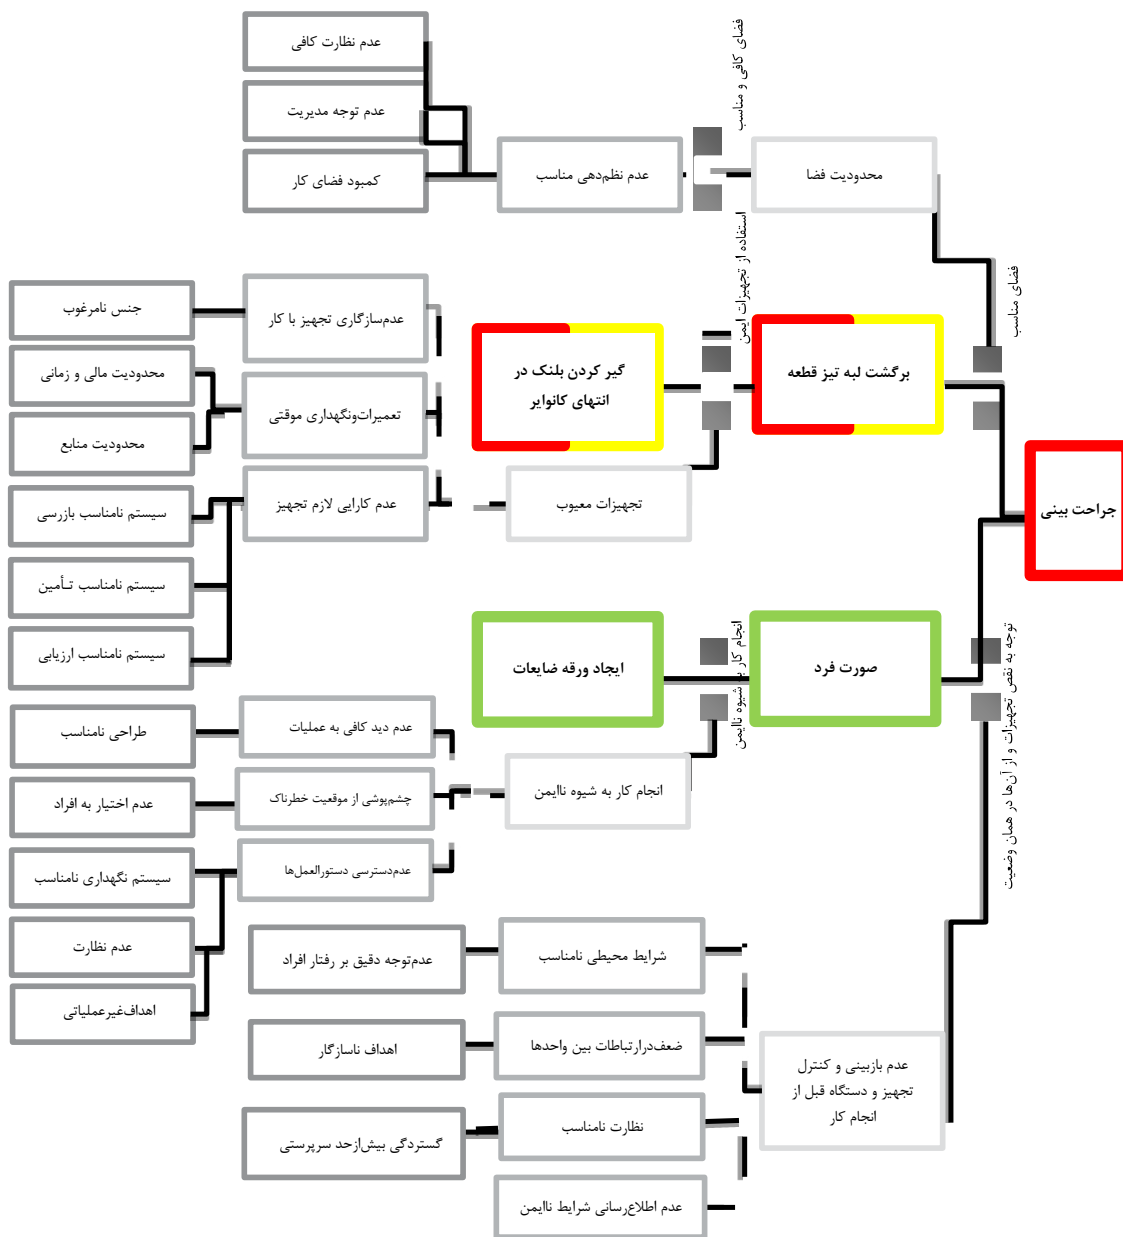 عدم نظارت کافی
عدم توجه مدیریت
کمبود فضای کار
عدم نظم‌دهی مناسب
فضای کافی و مناسب
محدودیت فضا
فضای مناسب
جنس نامرغوب
محدودیت مالی و زمانی
محدودیت منابع
سیستم نامناسب بازرسی
سیستم نامناسب تـأمین
سیستم نامناسب ارزیابی
عدم‌سازگاری تجهیز با کار
تعمیرات‌ونگهداری موقتی
عدم کارایی لازم تجهیز
گیر کردن بلنک در
انتهای کانوایر
تجهیزات معیوب
استفاده از تجهیزات ایمن
برگشت لبه تیز قطعه
جراحت بینی
ایجاد ورقه ضایعات
صورت فرد
انجام کار به شیوه ناایمن
توجه به نقص تجهیزات و از آن‌ها در همان وضعیت
طراحی نامناسب
عدم اختیار به افراد
سیستم نگهداری نامناسب
عدم نظارت
اهداف‌غیرعملیاتی
عدم دید کافی به عملیات
چشم‌پوشی از موقعیت خطرناک
عدم‌دسترسی دستورالعمل‌ها
انجام کار به شیوه ناایمن
عدم‌توجه دقیق بر رفتار افراد
اهداف ناسازگار
گستردگی بیش‌ازحد سرپرستی
شرایط محیطی نامناسب
ضعف‌درارتباطات بین واحدها
نظارت نامناسب
عدم اطلاع‌رسانی شرایط ناایمن
عدم بازبینی و کنترل
تجهیز و دستگاه قبل از
انجام کار